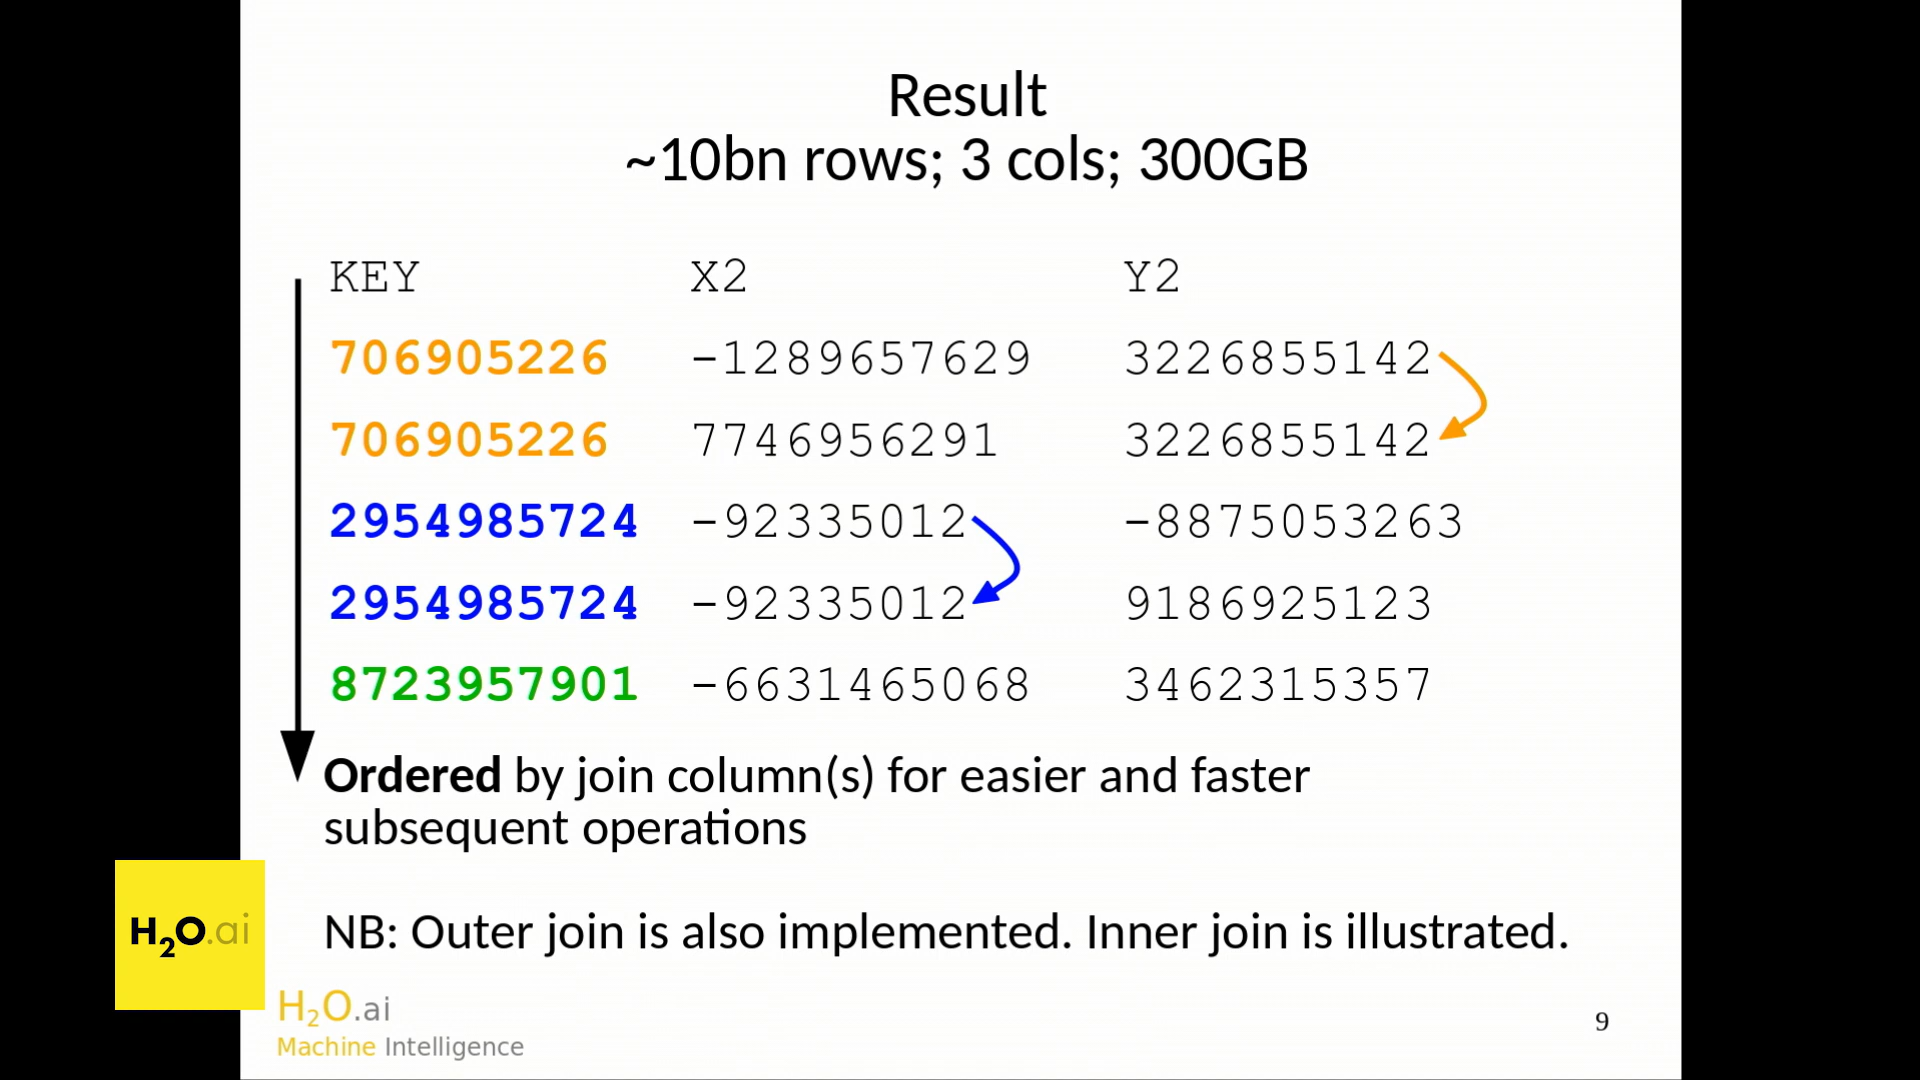 Result
~10bn rows; 3 cols; 300GB
KEY X2 Y2
706905226 -1289657629 3226855142
706905226 7746956291 3226855142
2954985724 -92335012 -8875053263
2954985724 -92335012 9186925123
8723957901 -6631465068 3462315357
Ordered by join column(s) for easier and faster
subsequent operations
NB: Outer join is also implemented. Inner join is illustrated.
H2O.ai
H2O.ai
Machine Intelligence
9